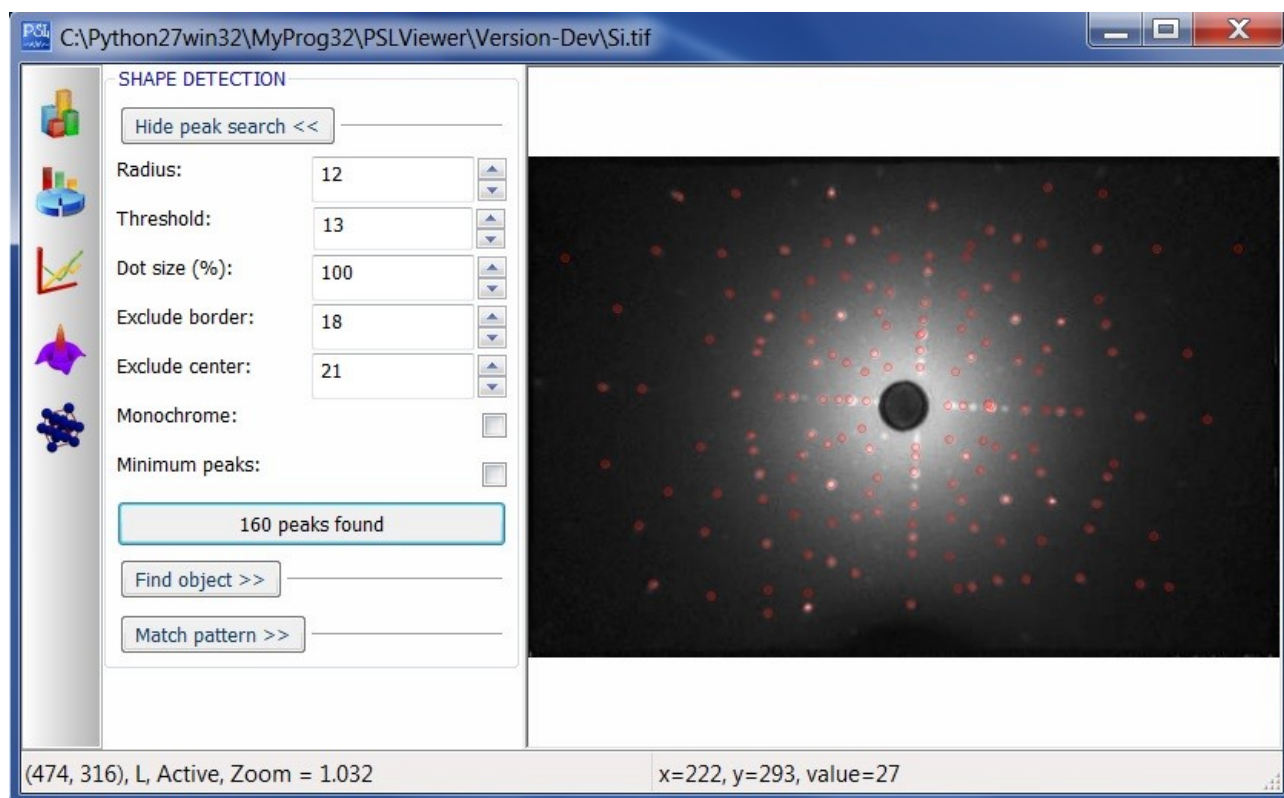 PSL C:\Python27win32\MyProg32\PSLViewer\Version-Dev\Si.tif
SHAPE DETECTION
Hide peak search <<
Radius: 12
Threshold: 13
Dot size (%): 100
Exclude border: 18
Exclude center: 21
Monochrome:
Minimum peaks:
160 peaks found
Find object >>
Match pattern >>
(474, 316), L, Active, Zoom = 1.032 x=222, y=293, value=27